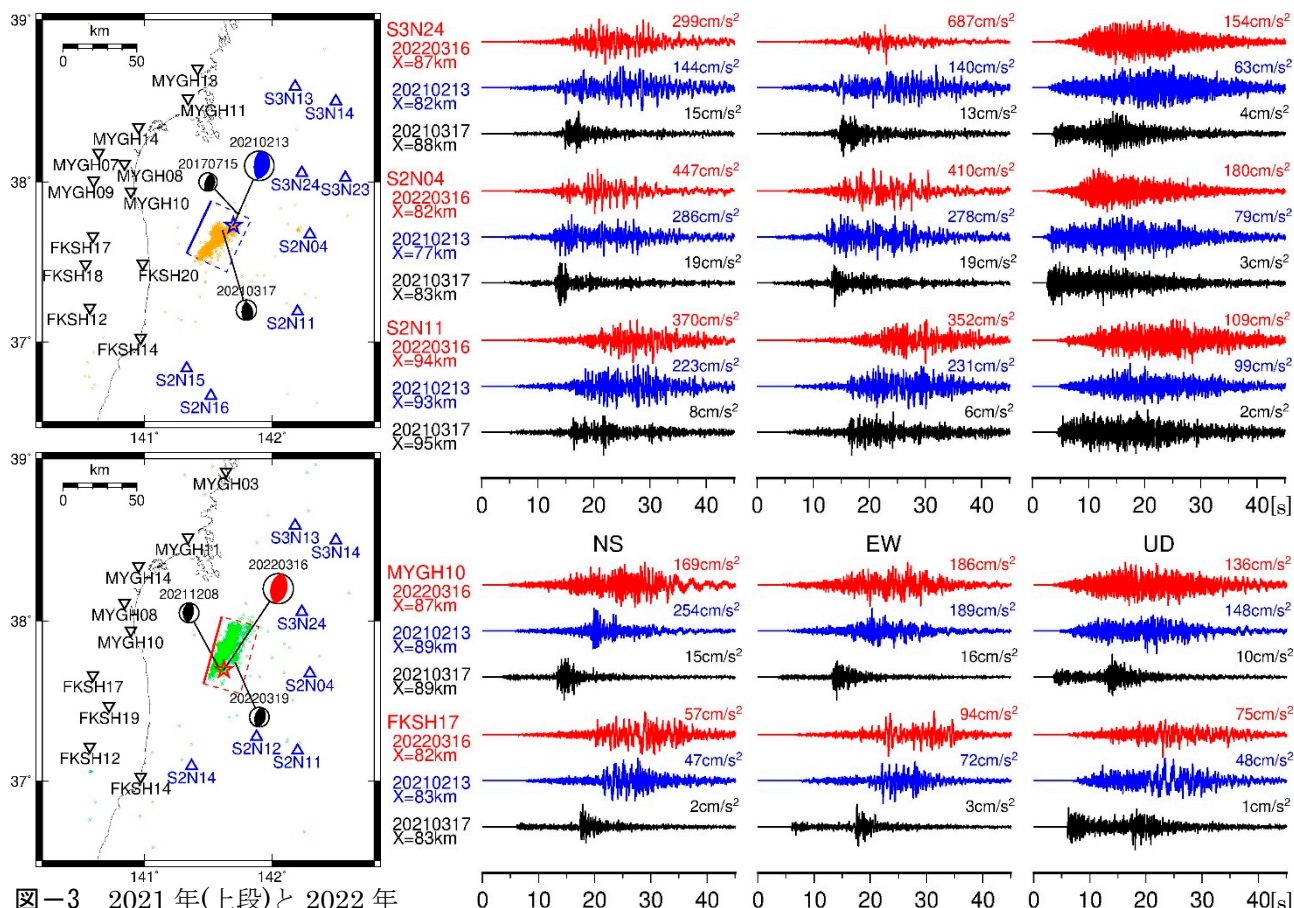 39°
38°
37°
141°
142°
km
0
50
MYGH13
MYGH11
MYGH14
MYGH07
MYGH08
MYGH09
MYGH10
FKSH17
FKSH18
FKSH20
FKSH12
FKSH14
S3N13
S3N14
S3N24
S3N23
S2N04
S2N11
S2N15
S2N16
20170715
20210213
20210317
39°
38°
37°
141°
142°
km
0
50
MYGH03
MYGH11
MYGH14
MYGH08
MYGH10
FKSH17
FKSH19
FKSH12
FKSH14
S3N13
S3N14
S3N24
S2N04
S2N12
S2N11
S2N14
20211208
20220316
20220319
図－3 2021 年(上段)と 2022 年
S3N24
20220316
X=87km
299cm/s²
687cm/s²
154cm/s²
20210213
X=82km
144cm/s²
140cm/s²
63cm/s²
20210317
X=88km
15cm/s²
13cm/s²
4cm/s²
S2N04
20220316
X=82km
447cm/s²
410cm/s²
180cm/s²
20210213
X=77km
286cm/s²
278cm/s²
79cm/s²
20210317
X=83km
19cm/s²
19cm/s²
3cm/s²
S2N11
20220316
X=94km
370cm/s²
352cm/s²
109cm/s²
20210213
X=93km
223cm/s²
231cm/s²
99cm/s²
20210317
X=95km
8cm/s²
6cm/s²
2cm/s²
0 10 20 30 40
0 10 20 30 40
0 10 20 30 40[s]
NS
EW
UD
MYGH10
20220316
X=87km
169cm/s²
186cm/s²
136cm/s²
20210213
X=89km
254cm/s²
189cm/s²
148cm/s²
20210317
X=89km
15cm/s²
16cm/s²
10cm/s²
FKSH17
20220316
X=82km
57cm/s²
94cm/s²
75cm/s²
20210213
X=83km
47cm/s²
72cm/s²
48cm/s²
20210317
X=83km
2cm/s²
3cm/s²
1cm/s²
0 10 20 30 40
0 10 20 30 40
0 10 20 30 40[s]